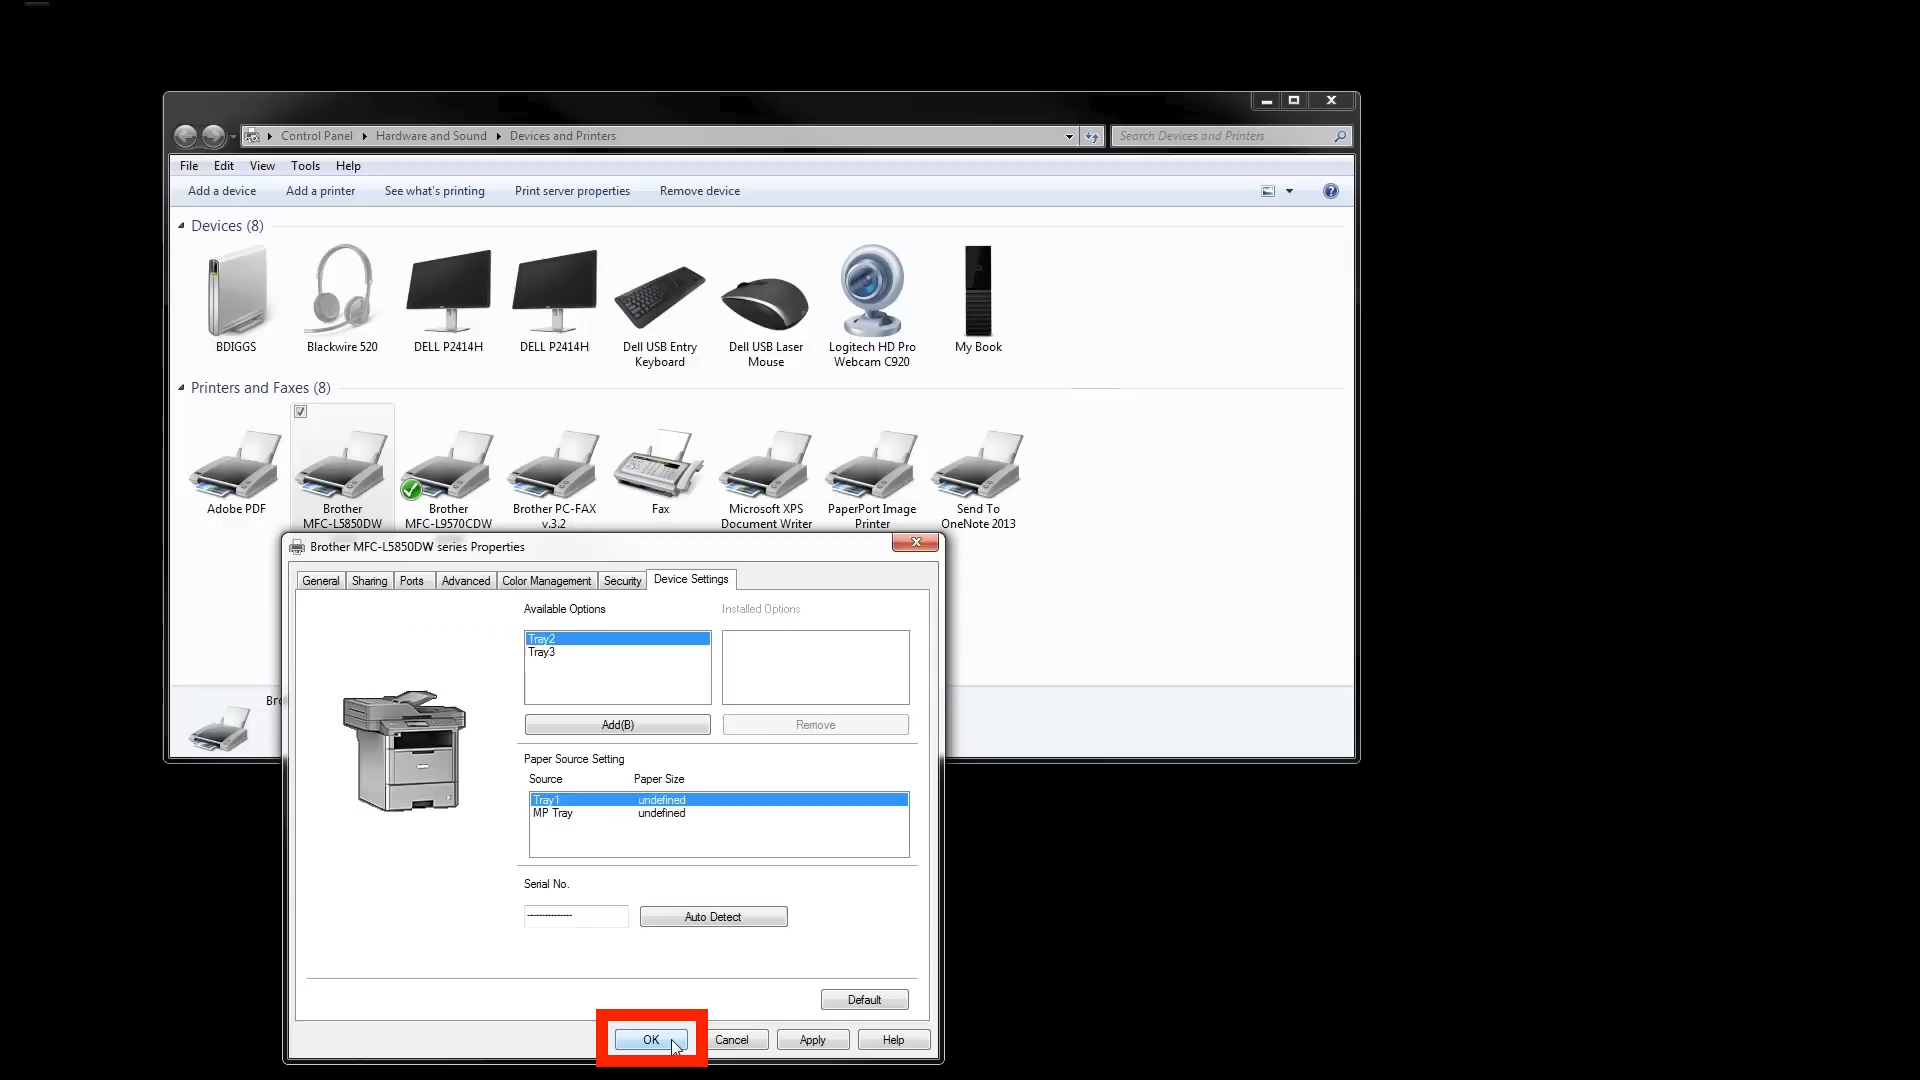 Control Panel Hardware and Sound Devices and Printers
Search Devices and Printers
File Edit View Tools Help
Add a device Add a printer See what's printing Print server properties Remove device
Devices (8)
BDIGGS
Blackwire 520
DELL P2414H
DELL P2414H
Dell USB Entry
Keyboard
Dell USB Laser
Mouse
Logitech HD Pro
Webcam C920
My Book
Printers and Faxes (8)
Adobe PDF
Brother
MFC-L5850DW
Brother
MFC-L9570CDW
Brother PC-FAX
v.3.2
Fax
Microsoft XPS
Document Writer
PaperPort Image
Printer
Send To
OneNote 2013
Bro
Brother MFC-L5850DW series Properties
General Sharing Ports Advanced Color Management Security Device Settings
Available Options
Installed Options
Tray2
Tray3
Add(B)
Remove
Paper Source Setting
Source Paper Size
Tray1 undefined
MP Tray undefined
Serial No.
---------------
Auto Detect
Default
OK Cancel Apply Help